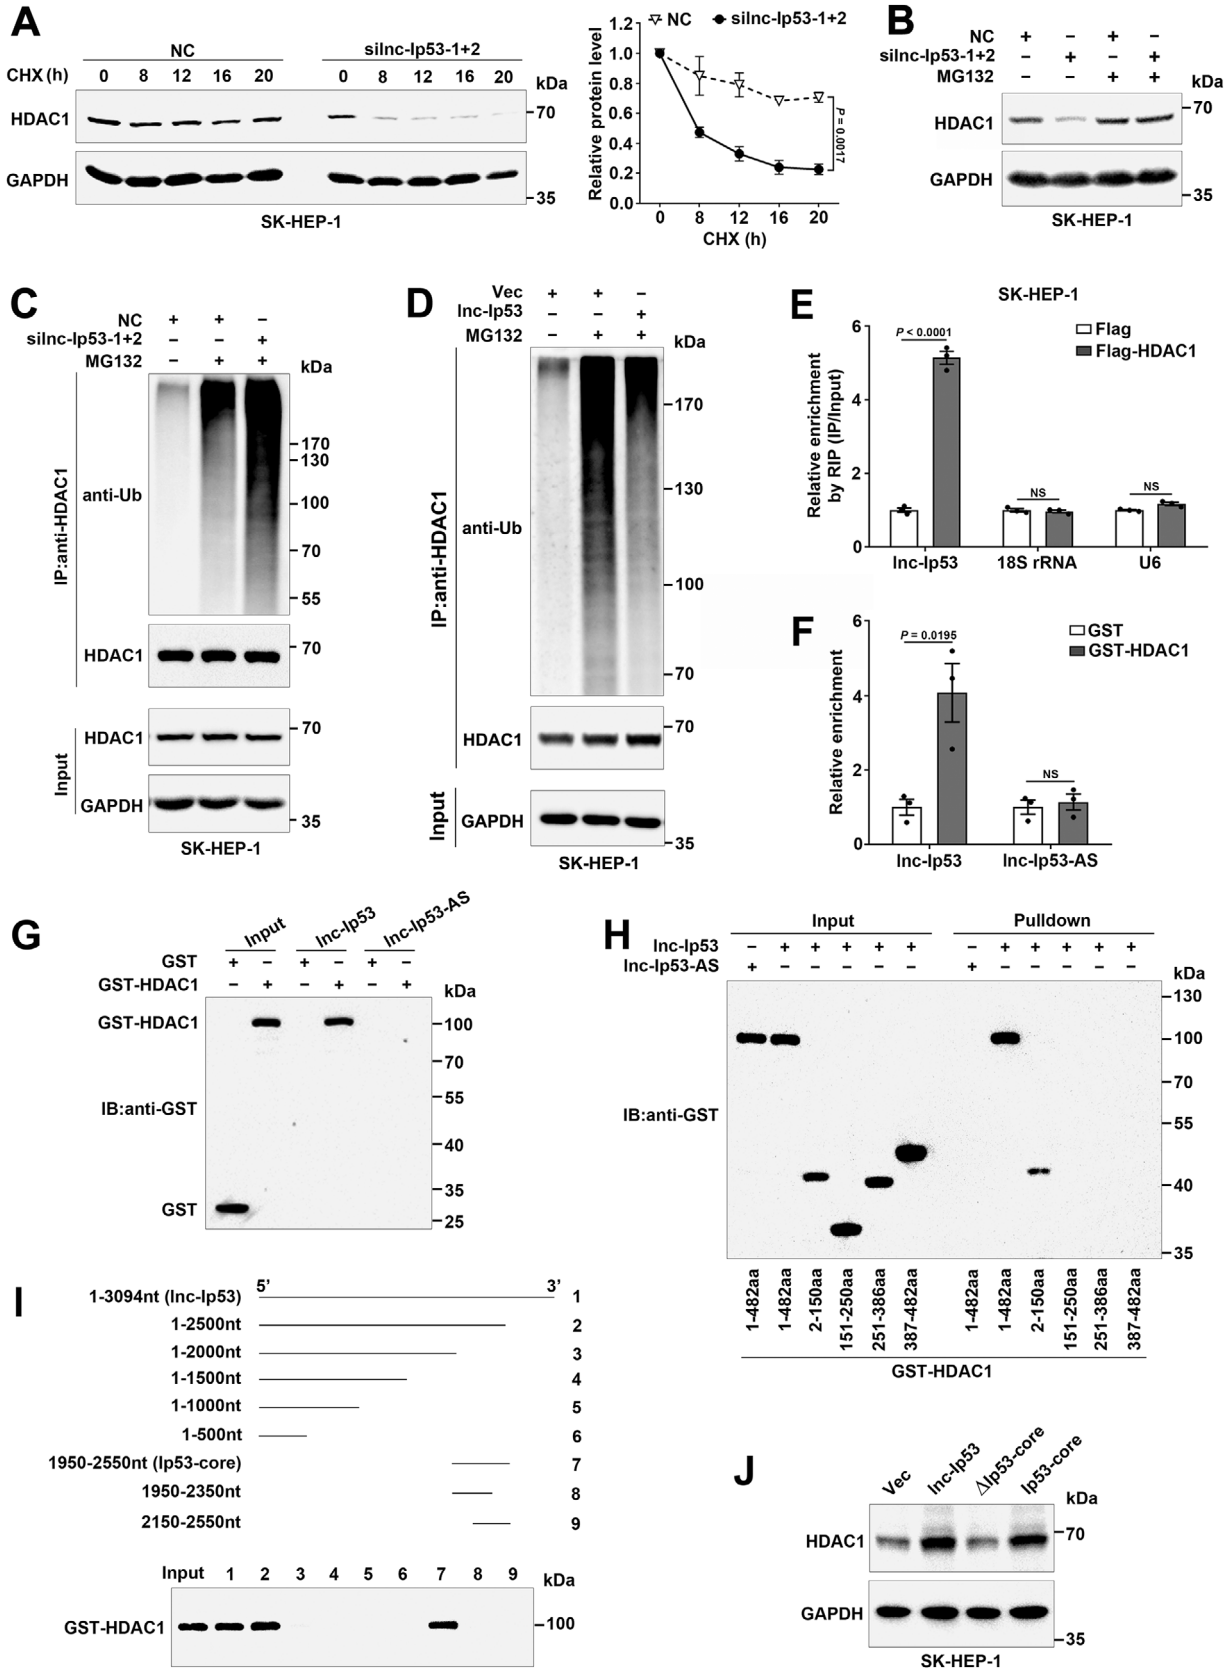 A
NC
silnc-Ip53-1+2
CHX (h)
0 8 12 16 20
0 8 12 16 20
kDa
HDAC1
70
GAPDH
35
SK-HEP-1
NC
silnc-Ip53-1+2
Relative protein level
1.2
1.0
0.8
0.6
0.4
0.2
0.0
P = 0.0017
0 8 12 16 20
CHX (h)
B
NC + – + –
silnc-Ip53-1+2 – + – +
MG132 – – + +
kDa
HDAC1
70
GAPDH
35
SK-HEP-1
C
NC + + –
silnc-Ip53-1+2 – – +
MG132 – + +
kDa
IP:anti-HDAC1
anti-Ub
170
130
100
70
55
HDAC1
70
Input
HDAC1
70
GAPDH
35
SK-HEP-1
D
Vec + + –
lnc-Ip53 – – +
MG132 – + +
kDa
IP:anti-HDAC1
anti-Ub
170
130
100
70
HDAC1
70
Input
GAPDH
35
SK-HEP-1
E
SK-HEP-1
Flag
Flag-HDAC1
Relative enrichment
by RIP (IP/Input)
6
4
2
0
P < 0.0001
NS
NS
lnc-Ip53 18S rRNA U6
F
GST
GST-HDAC1
Relative enrichment
6
4
2
0
P = 0.0195
NS
lnc-Ip53 lnc-Ip53-AS
G
Input lnc-Ip53 lnc-Ip53-AS
GST + – + – + –
GST-HDAC1 – + – + – +
kDa
GST-HDAC1
100
70
55
IB:anti-GST
40
35
GST
25
H
Input Pulldown
lnc-Ip53 – + + + + + – + + + + +
lnc-Ip53-AS + – – – – – + – – – – –
kDa
130
100
70
IB:anti-GST
55
40
35
1-482aa 1-482aa 2-150aa 151-250aa 251-386aa 387-482aa 1-482aa 1-482aa 2-150aa 151-250aa 251-386aa 387-482aa
GST-HDAC1
I
5’ 3’
1-3094nt (lnc-Ip53) 1
1-2500nt 2
1-2000nt 3
1-1500nt 4
1-1000nt 5
1-500nt 6
1950-2550nt (Ip53-core) 7
1950-2350nt 8
2150-2550nt 9
Input 1 2 3 4 5 6 7 8 9
kDa
GST-HDAC1
100
J
Vec lnc-Ip53 △Ip53-core Ip53-core
kDa
HDAC1
70
GAPDH
35
SK-HEP-1